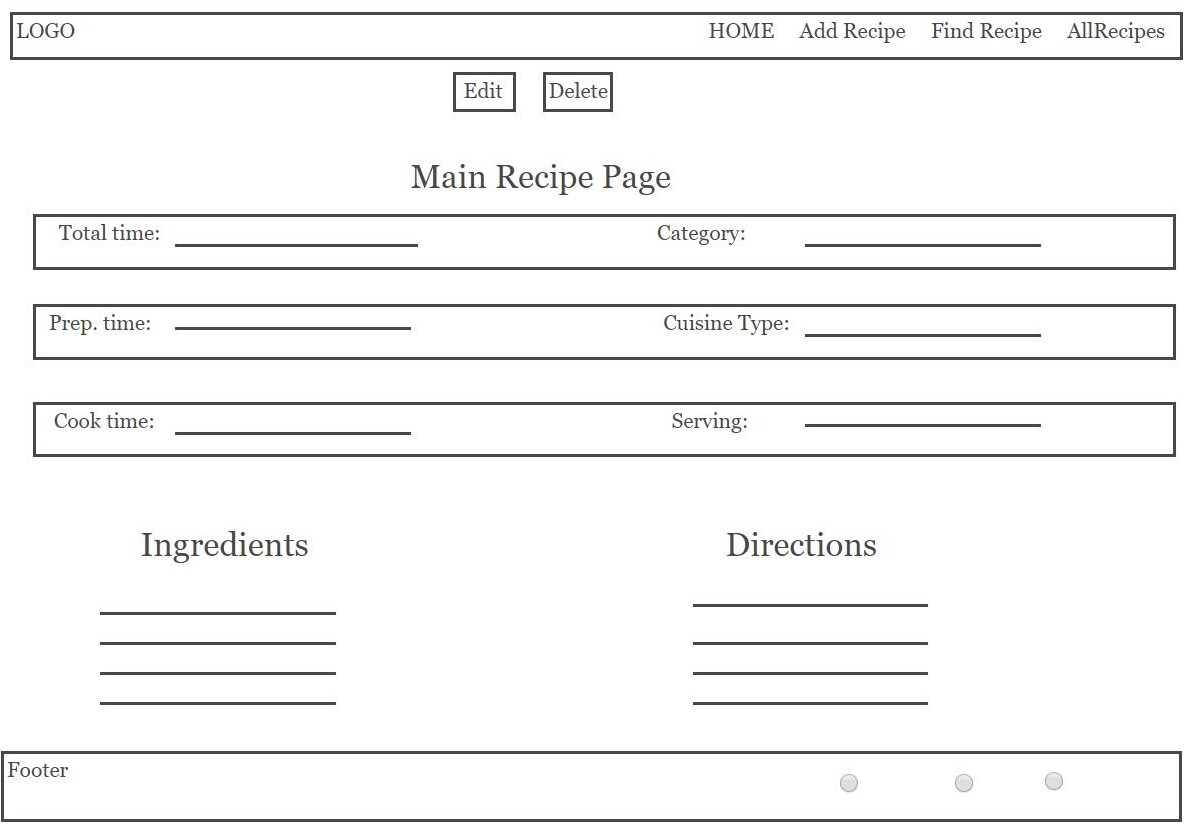 LOGO HOME Add Recipe Find Recipe AllRecipes
Edit Delete
Main Recipe Page
Total time: Category:
Prep. time: Cuisine Type:
Cook time: Serving:
Ingredients Directions
Footer